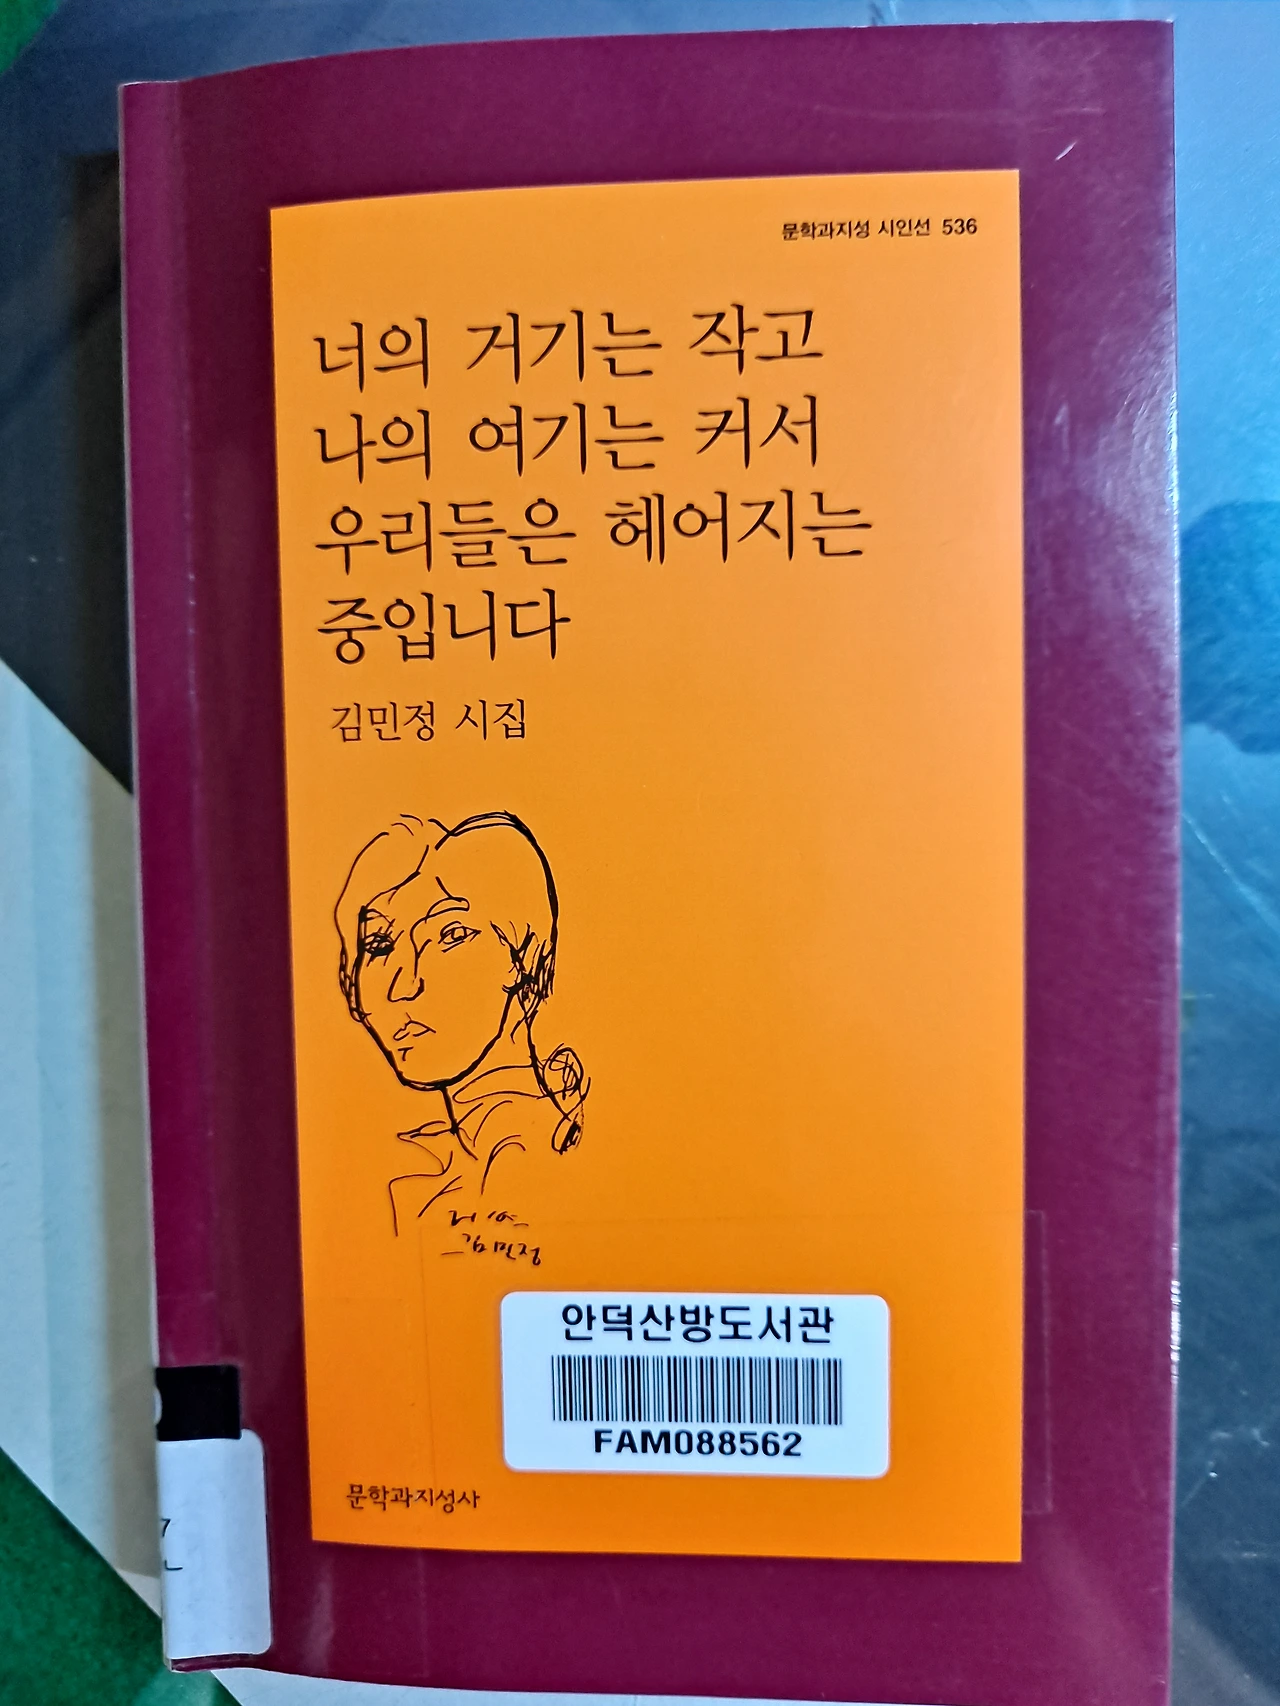 문학과지성 시인선 536
너의 거기는 작고
나의 여기는 커서
우리들은 헤어지는
중입니다
김민정 시집
김민정
안덕산방도서관
FAM088562
문학과지성사
7